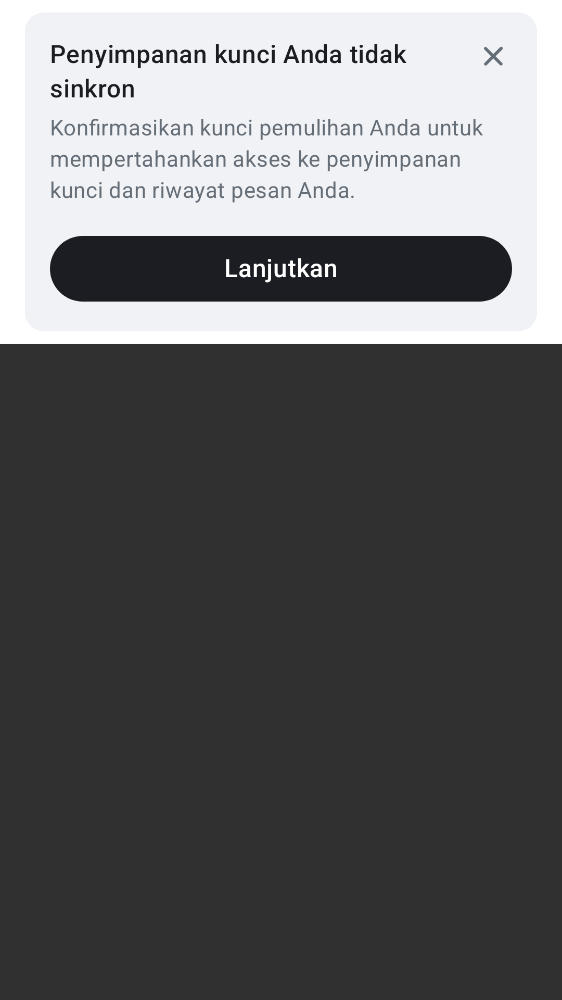 Penyimpanan kunci Anda tidak
sinkron
Konfirmasikan kunci pemulihan Anda untuk
mempertahankan akses ke penyimpanan
kunci dan riwayat pesan Anda.
Lanjutkan